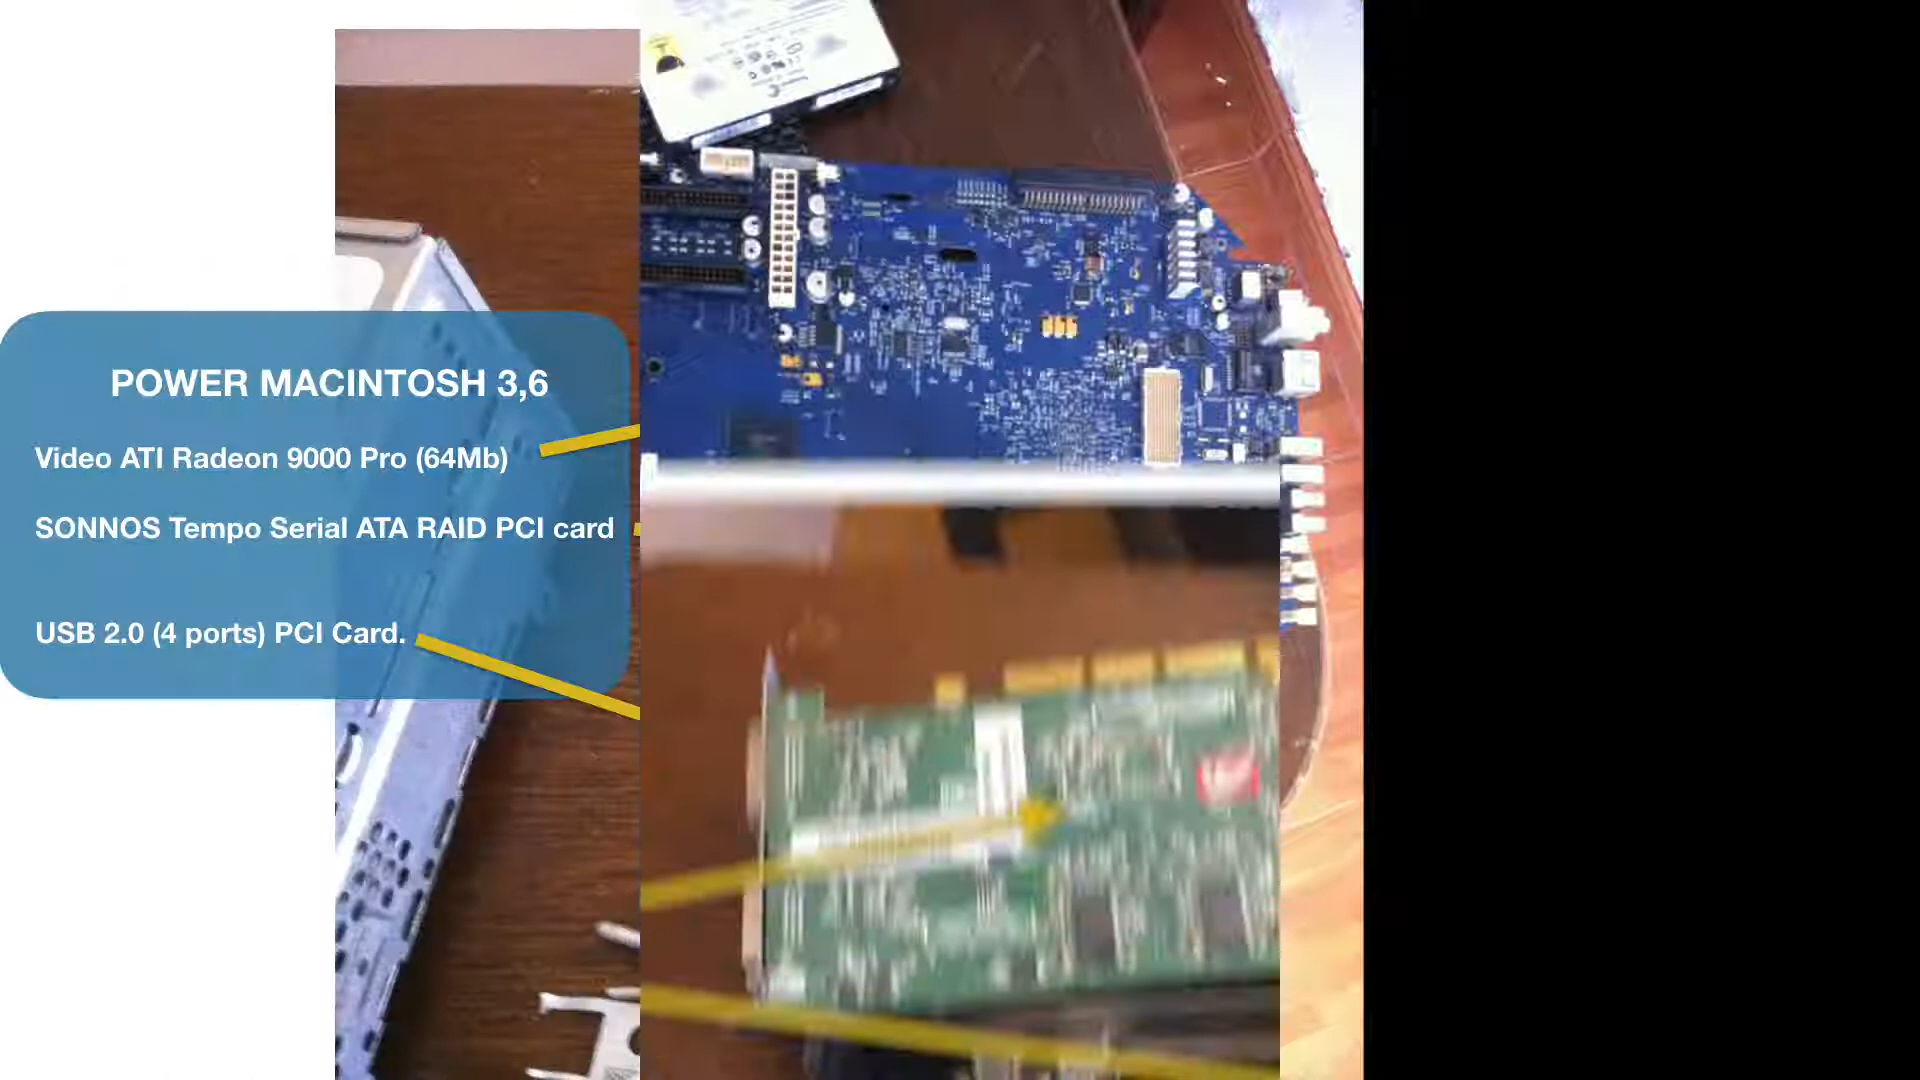 POWER MACINTOSH 3,6
Video ATI Radeon 9000 Pro (64Mb)
SONNOS Tempo Serial ATA RAID PCI card
USB 2.0 (4 ports) PCI Card.